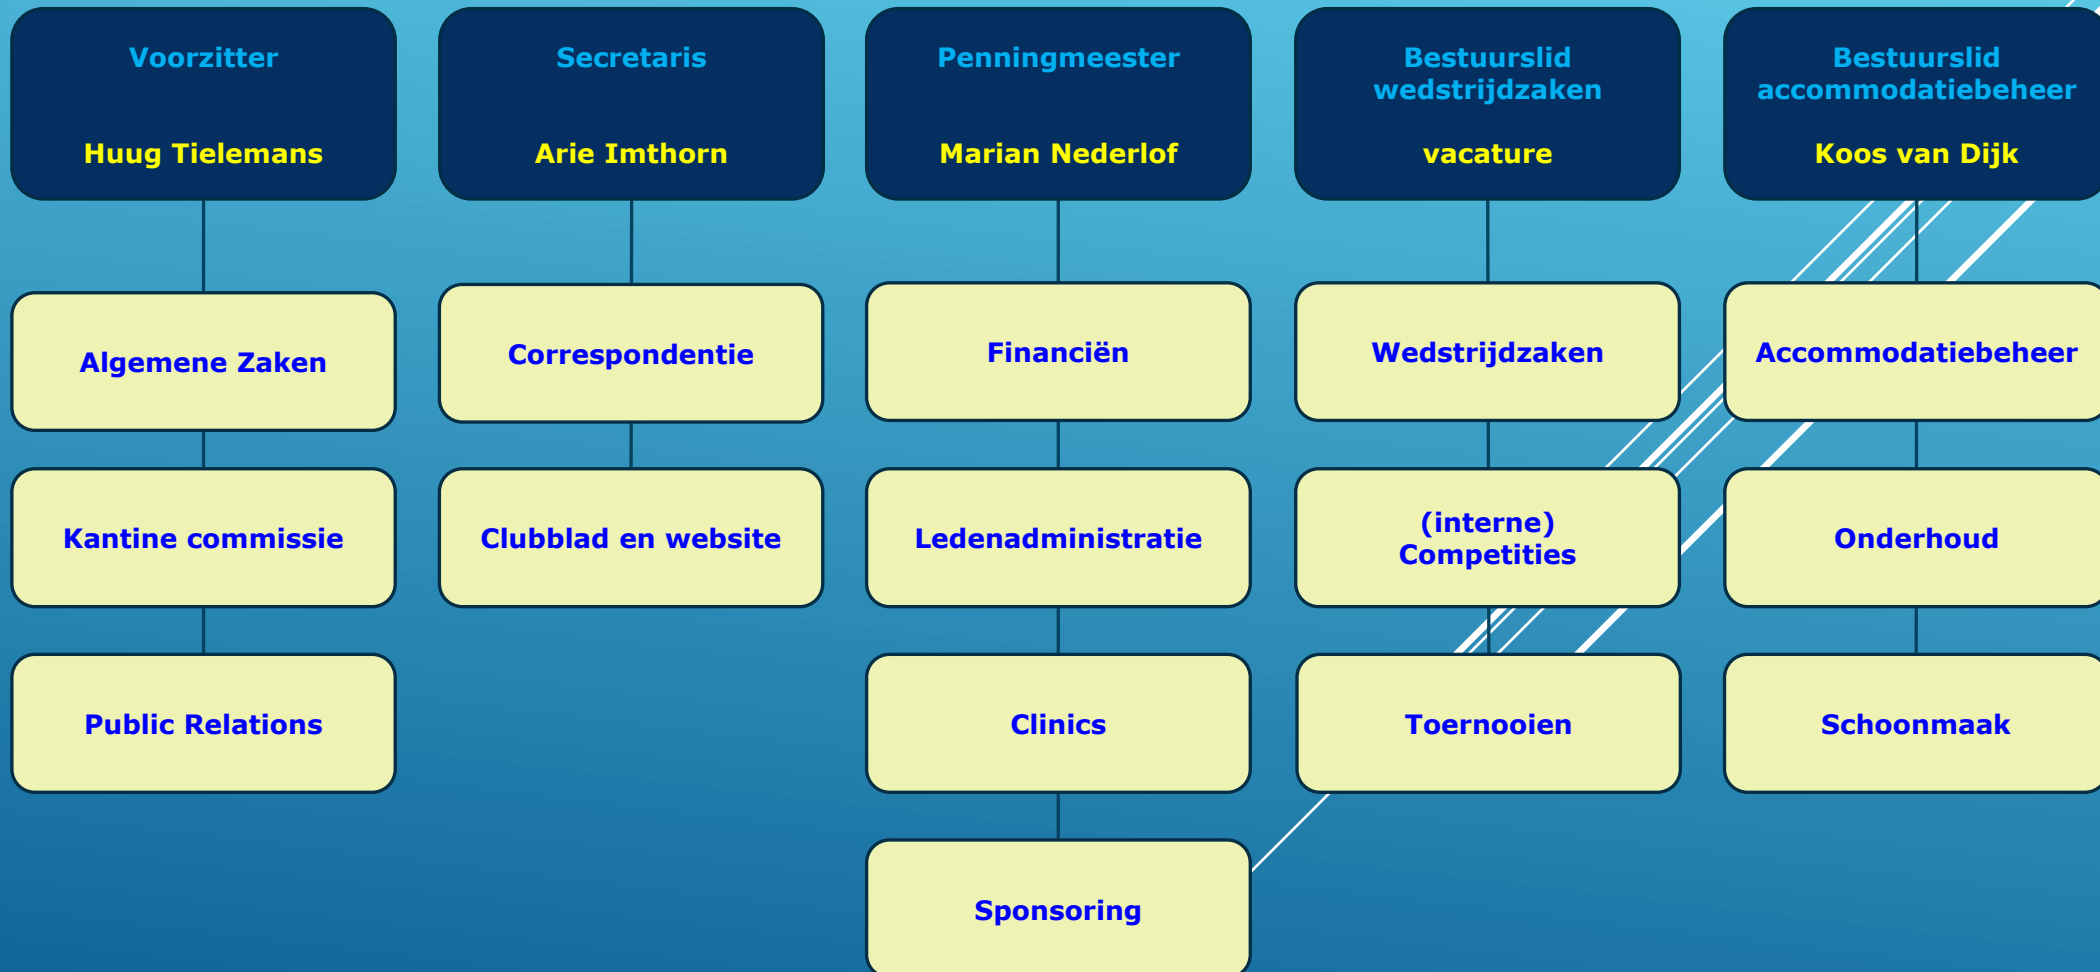 Voorzitter
Huug Tielemans
Algemene Zaken
Kantine commissie
Public Relations
Secretaris
Arie Imthorn
Correspondentie
Clubblad en website
Penningmeester
Marian Nederlof
Financiën
Ledenadministratie
Clinics
Sponsoring
Bestuurslid
wedstrijdzaken
vacature
Wedstrijdzaken
(interne)
Competities
Toernooien
Bestuurslid
accommodatiebeheer
Koos van Dijk
Accommodatiebeheer
Onderhoud
Schoonmaak